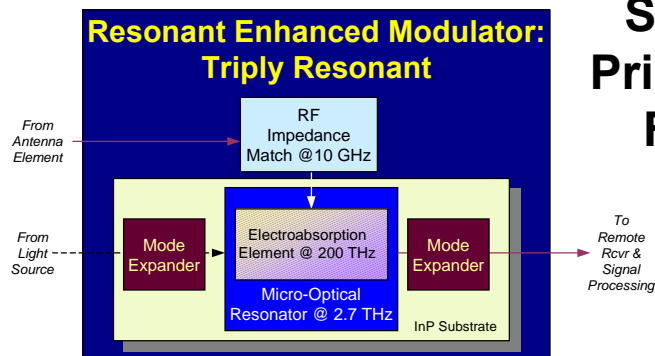 Resonant Enhanced Modulator:
Triply Resonant
RF
Impedance
Match @10 GHz
From
Antenna
Element
From
Light
Source
Mode
Expander
Electroabsorption
Element @ 200 THz
Micro-Optical
Resonator @ 2.7 THz
Mode
Expander
InP Substrate
To
Remote
Rcvr &
Signal
Processing
S
Pri